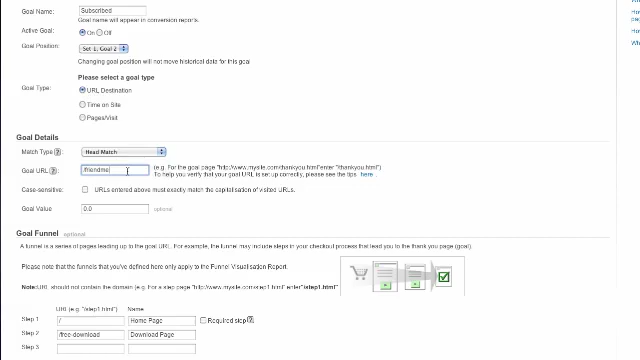 Goal Name: Subscribed
Goal name will appear in conversion reports.
Active Goal: On Off
Goal Position: Set 1, Goal 2
Changing goal position will not move historical data for this goal
Please select a goal type
Goal Type: URL Destination
Time on Site
Pages/Visit
Goal Details
Match Type ?: Head Match
Goal URL ?: /friendme (e.g. For the goal page "http://www.mysite.com/thankyou.html"enter "/thankyou.html")
To help you verify that your goal URL is set up correctly, please see the tips here.
Case-sensitive: URLs entered above must exactly match the capitalisation of visited URLs.
Goal Value 0.0 optional
Goal Funnel optional
A funnel is a series of pages leading up to the goal URL. For example, the funnel may include steps in your checkout process that lead you to the thank you page (goal).
Please note that the funnels that you've defined here only apply to the Funnel Visualisation Report.
Note:URL should not contain the domain (e.g. For a step page "http://www.mysite.com/step1.html" enter"/step1.html"
URL (e.g. "/step1.html") Name
Step 1 / Home Page Required step ?
Step 2 /free-download Download Page
Step 3
How
pag
How
Wh